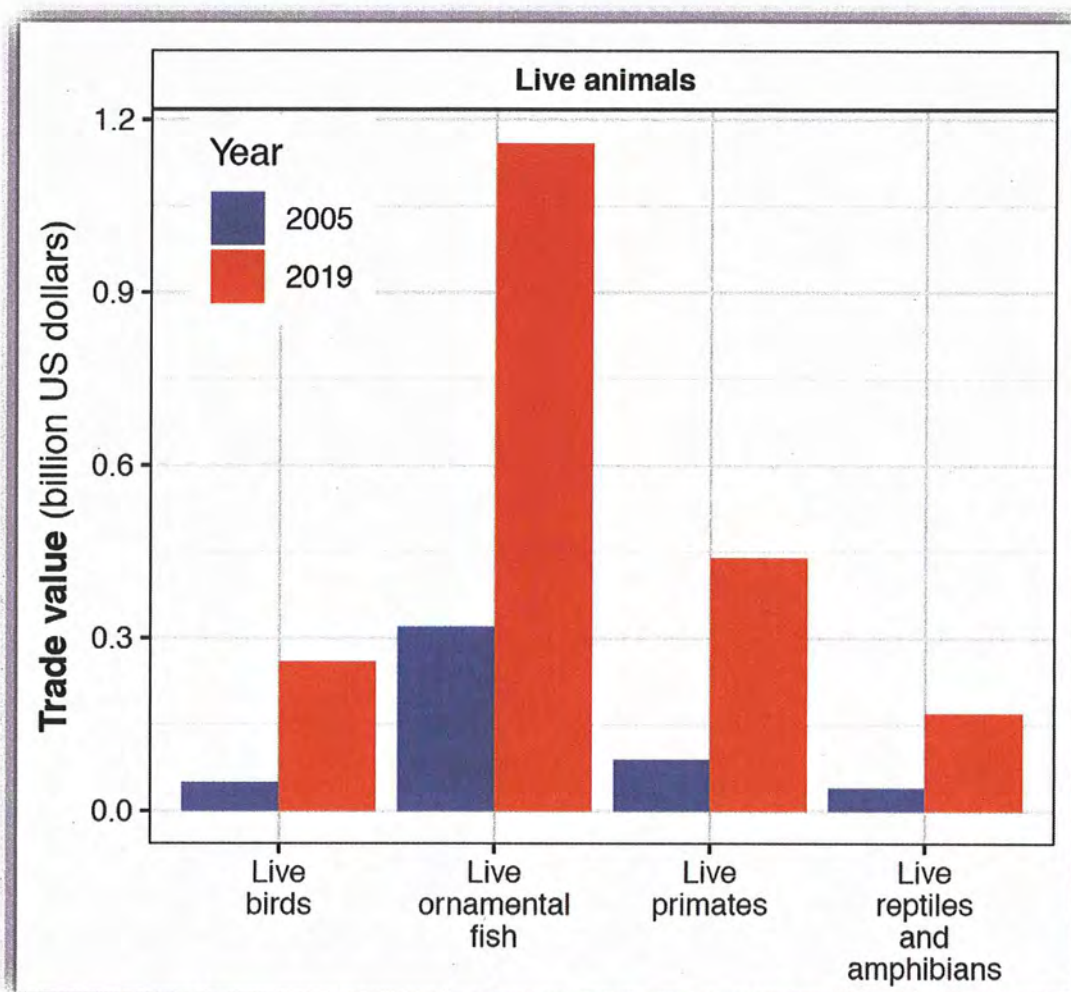 Live animals
1.2
0.9
0.6
0.3
0.0
Trade value (billion US dollars)
Year
2005
2019
Live
birds
Live
ornamental
fish
Live
primates
Live
reptiles
and
amphibians